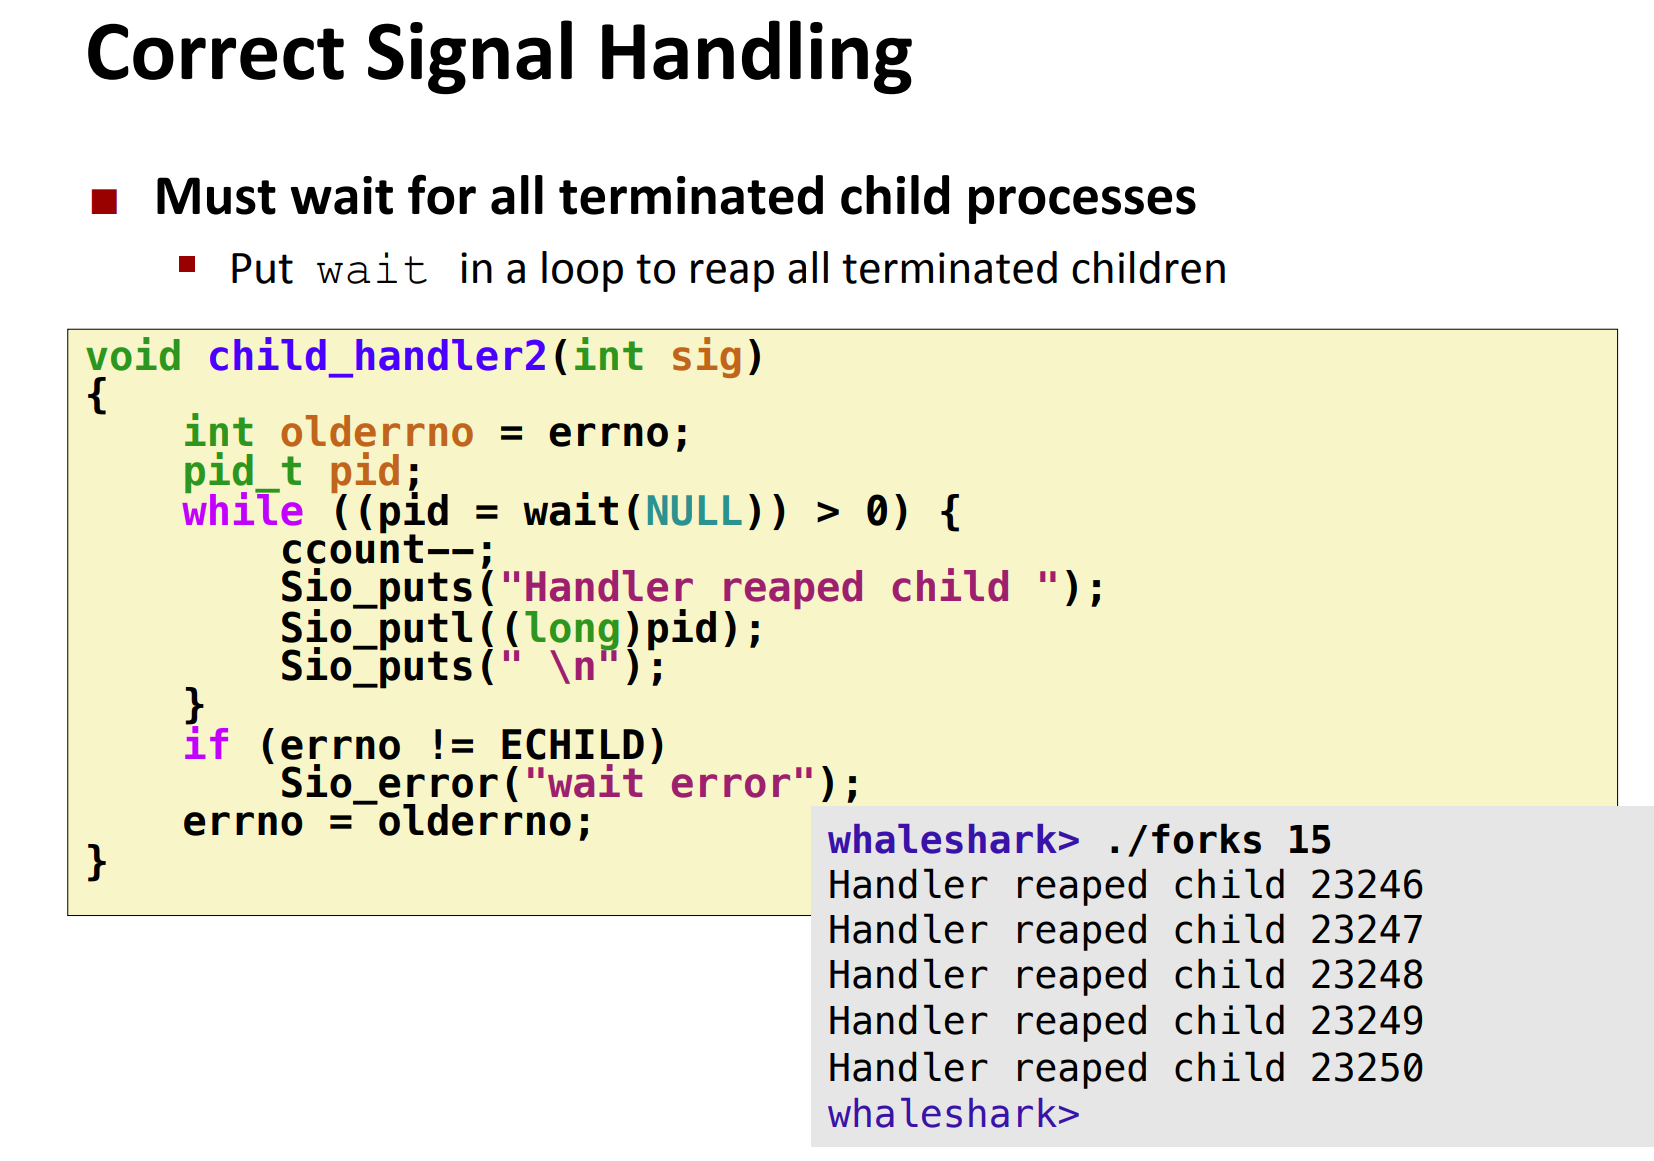 Correct Signal Handling
■ Must wait for all terminated child processes
▪ Put wait in a loop to reap all terminated children
void child_handler2(int sig)
{
    int olderrno = errno;
    pid_t pid;
    while ((pid = wait(NULL)) > 0) {
        ccount--;
        Sio_puts("Handler reaped child ");
        Sio_putl((long)pid);
        Sio_puts(" \n");
    }
    if (errno != ECHILD)
        Sio_error("wait error");
    errno = olderrno;
}
whaleshark> ./forks 15
Handler reaped child 23246
Handler reaped child 23247
Handler reaped child 23248
Handler reaped child 23249
Handler reaped child 23250
whaleshark>